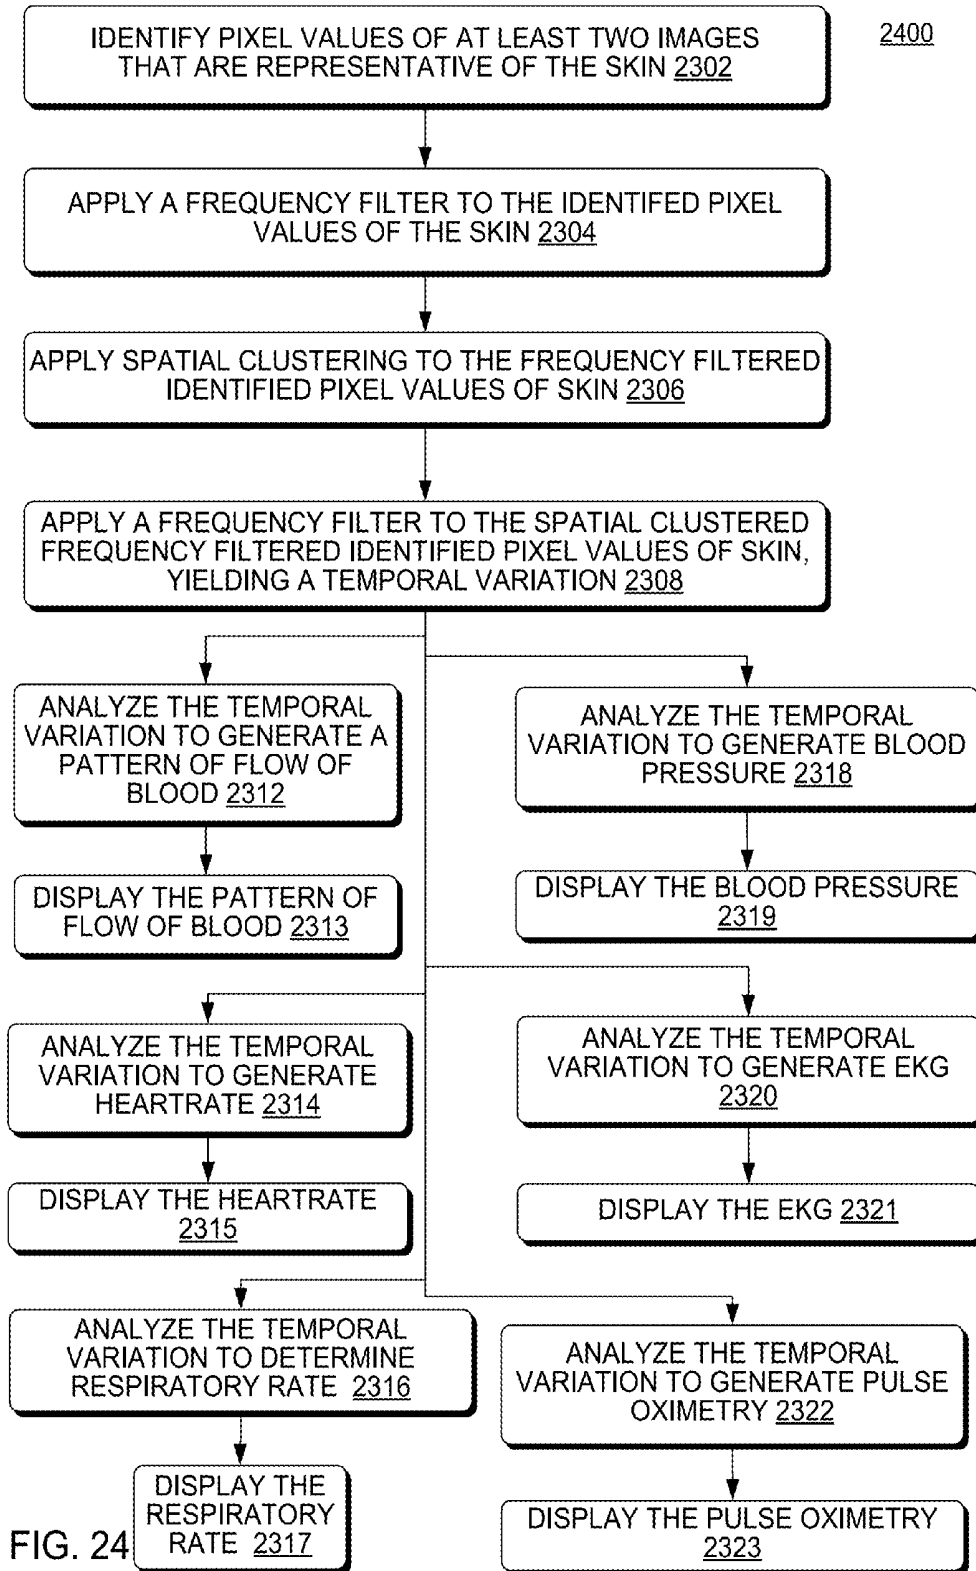 2400
IDENTIFY PIXEL VALUES OF AT LEAST TWO IMAGES
THAT ARE REPRESENTATIVE OF THE SKIN 2302
APPLY A FREQUENCY FILTER TO THE IDENTIFED PIXEL
VALUES OF THE SKIN 2304
APPLY SPATIAL CLUSTERING TO THE FREQUENCY FILTERED
IDENTIFIED PIXEL VALUES OF SKIN 2306
APPLY A FREQUENCY FILTER TO THE SPATIAL CLUSTERED
FREQUENCY FILTERED IDENTIFIED PIXEL VALUES OF SKIN,
YIELDING A TEMPORAL VARIATION 2308
ANALYZE THE TEMPORAL
VARIATION TO GENERATE A
PATTERN OF FLOW OF
BLOOD 2312
DISPLAY THE PATTERN OF
FLOW OF BLOOD 2313
ANALYZE THE TEMPORAL
VARIATION TO GENERATE BLOOD
PRESSURE 2318
DISPLAY THE BLOOD PRESSURE
2319
ANALYZE THE TEMPORAL
VARIATION TO GENERATE
HEARTRATE 2314
DISPLAY THE HEARTRATE
2315
ANALYZE THE TEMPORAL
VARIATION TO GENERATE EKG
2320
DISPLAY THE EKG 2321
ANALYZE THE TEMPORAL
VARIATION TO DETERMINE
RESPIRATORY RATE 2316
DISPLAY THE
RESPIRATORY
RATE 2317
ANALYZE THE TEMPORAL
VARIATION TO GENERATE PULSE
OXIMETRY 2322
DISPLAY THE PULSE OXIMETRY
2323
FIG. 24